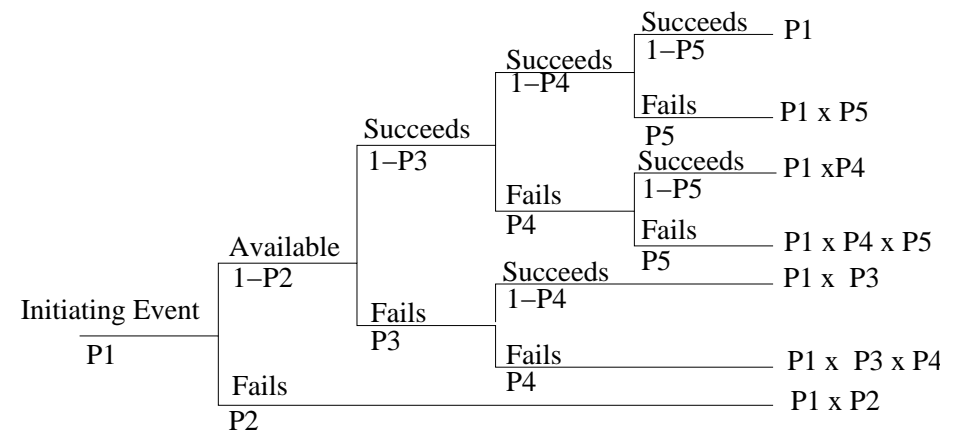 Succeeds
1–P5
P1
Succeeds
1–P4
Fails
P5
P1 x P5
Succeeds
1–P3
Succeeds
1–P5
P1 xP4
Fails
P4
Fails
P5
P1 x P4 x P5
Available
1–P2
Succeeds
1–P4
P1 x P3
Initiating Event
P1
Fails
P3
Fails
P4
P1 x P3 x P4
Fails
P2
P1 x P2